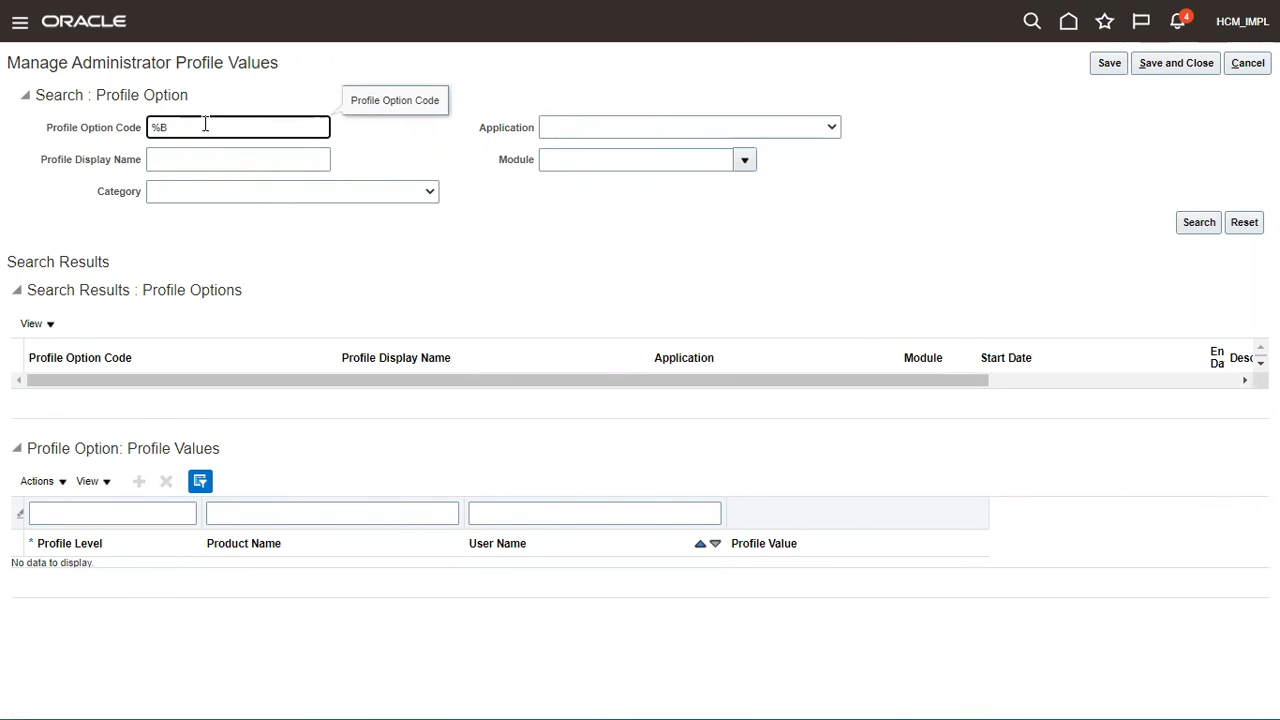 ORACLE
4
HCM_IMPL
Manage Administrator Profile Values
Save
Save and Close
Cancel
Search : Profile Option
Profile Option Code
Profile Option Code %B
Application
Profile Display Name
Module
Category
Search
Reset
Search Results
Search Results : Profile Options
View
Profile Option Code
Profile Display Name
Application
Module
Start Date
En
Da
Desc
Profile Option: Profile Values
Actions
View
* Profile Level
Product Name
User Name
Profile Value
No data to display.